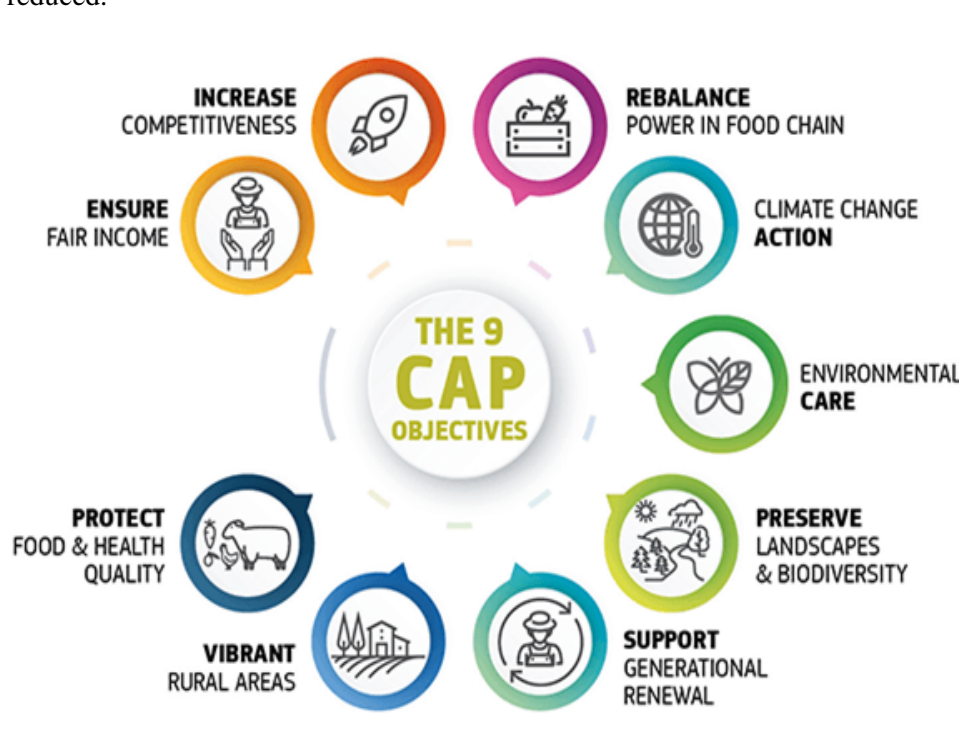 reduced.
INCREASE
COMPETITIVENESS
REBALANCE
POWER IN FOOD CHAIN
ENSURE
FAIR INCOME
CLIMATE CHANGE
ACTION
THE 9
CAP
OBJECTIVES
ENVIRONMENTAL
CARE
PROTECT
FOOD & HEALTH
QUALITY
PRESERVE
LANDSCAPES
& BIODIVERSITY
VIBRANT
RURAL AREAS
SUPPORT
GENERATIONAL
RENEWAL